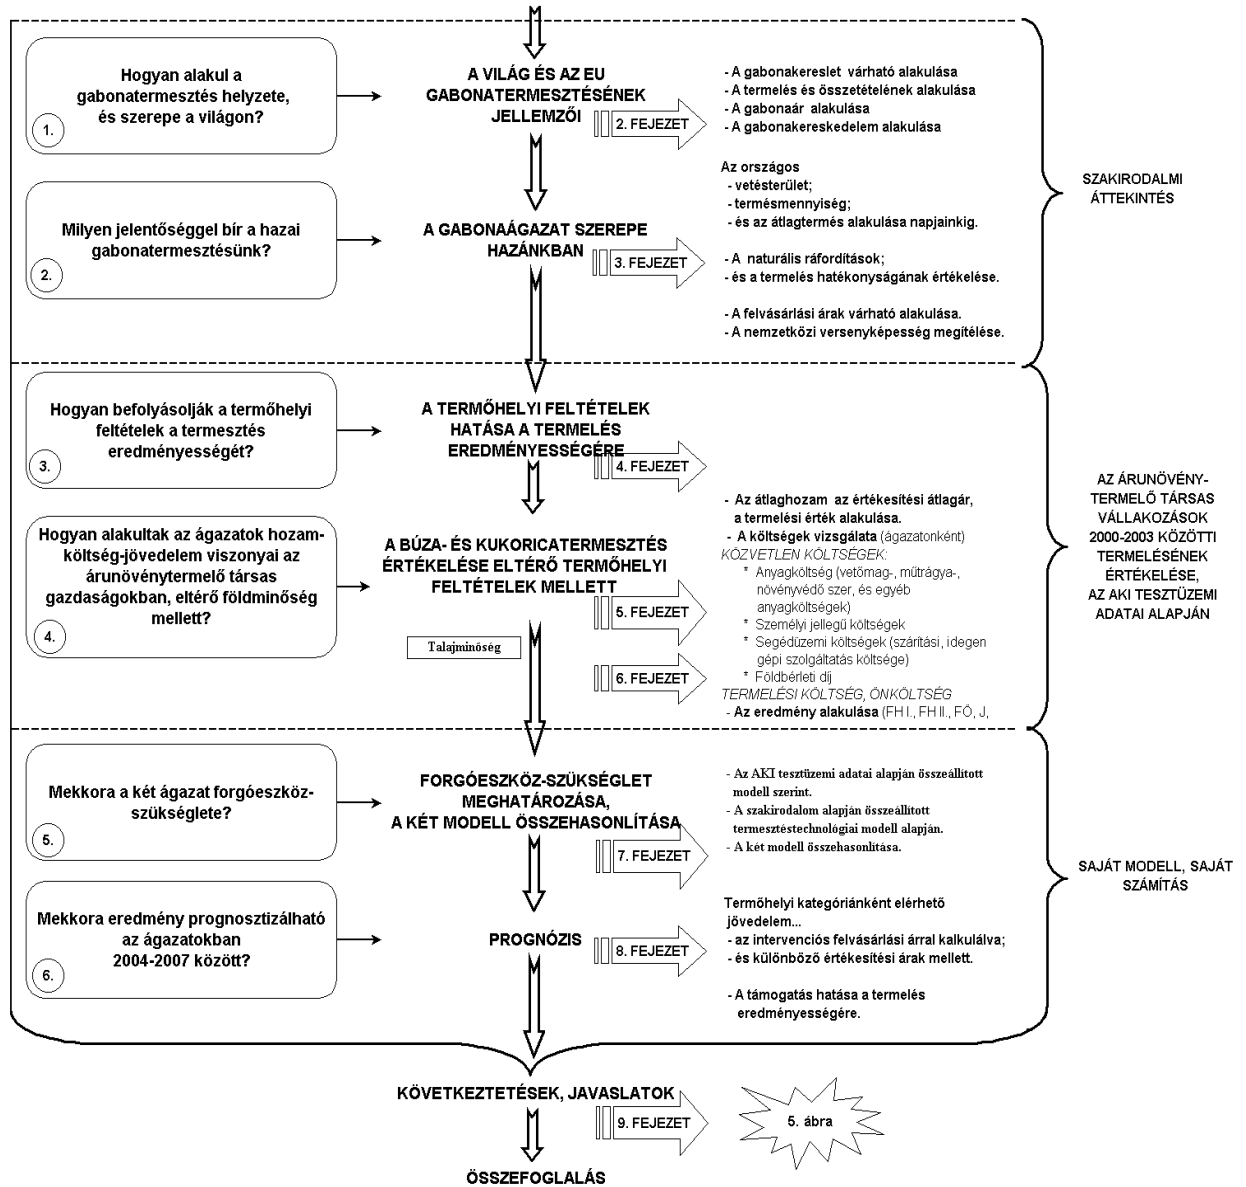 Hogyan alakul a
gabonatermesztés helyzete,
és szerepe a világon?
1.
A VILÁG ÉS AZ EU
GABONATERMESZTÉSÉNEK
JELLEMZŐI
2. FEJEZET
- A gabonakereslet várható alakulása
- A termelés és összetételének alakulása
- A gabonaár alakulása
- A gabonakereskedelem alakulása
SZAKIRODALMI
ÁTTEKINTÉS
Milyen jelentőséggel bír a hazai
gabonatermesztésünk?
2.
A GABONAÁGAZAT SZEREPE
HAZÁNKBAN
3. FEJEZET
Az országos
- vetésterület;
- termésmennyiség;
- és az átlagtermés alakulása napjainkig.
- A naturális ráfordítások;
- és a termelés hatékonyságának értékelése.
- A felvásárlási árak várható alakulása.
- A nemzetközi versenyképesség megítélése.
Hogyan befolyásolják a termőhelyi
feltételek a termesztés
eredményességét?
3.
A TERMŐHELYI FELTÉTELEK
HATÁSA A TERMELÉS
EREDMÉNYESSÉGÉRE
4. FEJEZET
Hogyan alakultak az ágazatok hozam-
költség-jövedelem viszonyai az
árunövénytermelő társas
gazdaságokban, eltérő földminőség
mellett?
4.
A BÚZA- ÉS KUKORICATERMESZTÉS
ÉRTÉKELÉSE ELTÉRŐ TERMŐHELYI
FELTÉTELEK MELLETT
5. FEJEZET
Talajminőség
6. FEJEZET
- Az átlaghozam az értékesítési átlagár,
a termelési érték alakulása.
- A költségek vizsgálata (ágazatonként)
KÖZVETLEN KÖLTSÉGEK:
* Anyagköltség (vetőmag-, műtrágya-,
növényvédő szer, és egyéb
anyagköltségek)
* Személyi jellegű költségek
* Segédüzemi költségek (szárítási, idegen
gépi szolgáltatás költsége)
* Földbérleti díj
TERMELÉSI KÖLTSÉG, ÖNKÖLTSÉG
- Az eredmény alakulása (FH I., FH II., FÖ, J,
AZ ÁRUNÖVÉNY-
TERMELŐ TÁRSAS
VÁLLAKOZÁSOK
2000-2003 KÖZÖTTI
TERMELÉSÉNEK
ÉRTÉKELÉSE,
AZ AKI TESZTÜZEMI
ADATAI ALAPJÁN
Mekkora a két ágazat forgóeszköz-
szükséglete?
5.
FORGÓESZKÖZ-SZÜKSÉGLET
MEGHATÁROZÁSA,
A KÉT MODELL ÖSSZEHASONLÍTÁSA
7. FEJEZET
- Az AKI tesztüzemi adatai alapján összeállított
modell szerint.
- A szakirodalom alapján összeállított
termesztéstechnológiai modell alapján.
- A két modell összehasonlítása.
SAJÁT MODELL, SAJÁT
SZÁMÍTÁS
Mekkora eredmény prognosztizálható
az ágazatokban
2004-2007 között?
6.
PROGNÓZIS
8. FEJEZET
Termőhelyi kategóriánként elérhető
jövedelem...
- az intervenciós felvásárlási árral kalkulálva;
- és különböző értékesítési árak mellett.
- A támogatás hatása a termelés
eredményességére.
KÖVETKEZTETÉSEK, JAVASLATOK
9. FEJEZET
5. ábra
ÖSSZEFOGLALÁS